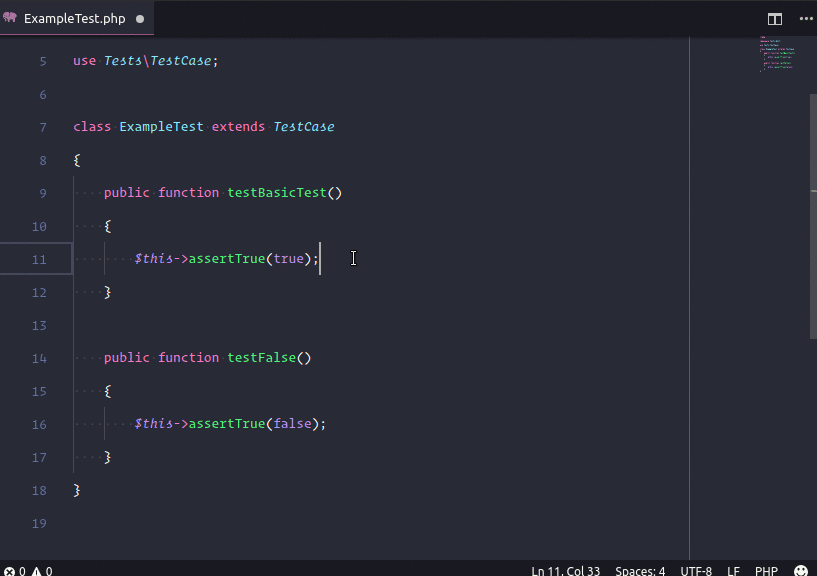 ExampleTest.php
5 use Tests\TestCase;
6
7 class ExampleTest extends TestCase
8 {
9 public function testBasicTest()
10 {
11 $this->assertTrue(true);
12 }
13
14 public function testFalse()
15 {
16 $this->assertTrue(false);
17 }
18 }
19
0 0 Ln 11, Col 33 Spaces: 4 UTF-8 LF PHP